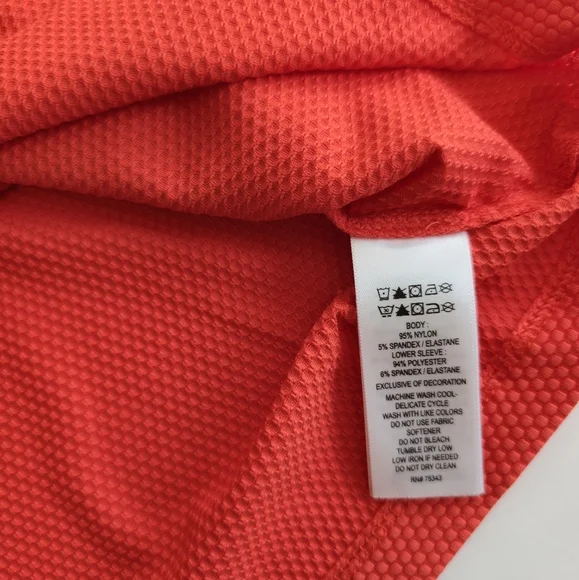 BODY :
95% NYLON
5% SPANDEX / ELASTANE
LOWER SLEEVE :
94% POLYESTER
6% SPANDEX / ELASTANE
EXCLUSIVE OF DECORATION
MACHINE WASH COOL-
DELICATE CYCLE
WASH WITH LIKE COLORS
DO NOT USE FABRIC
SOFTENER
DO NOT BLEACH
TUMBLE DRY LOW
LOW IRON IF NEEDED
DO NOT DRY CLEAN
RN# 75343